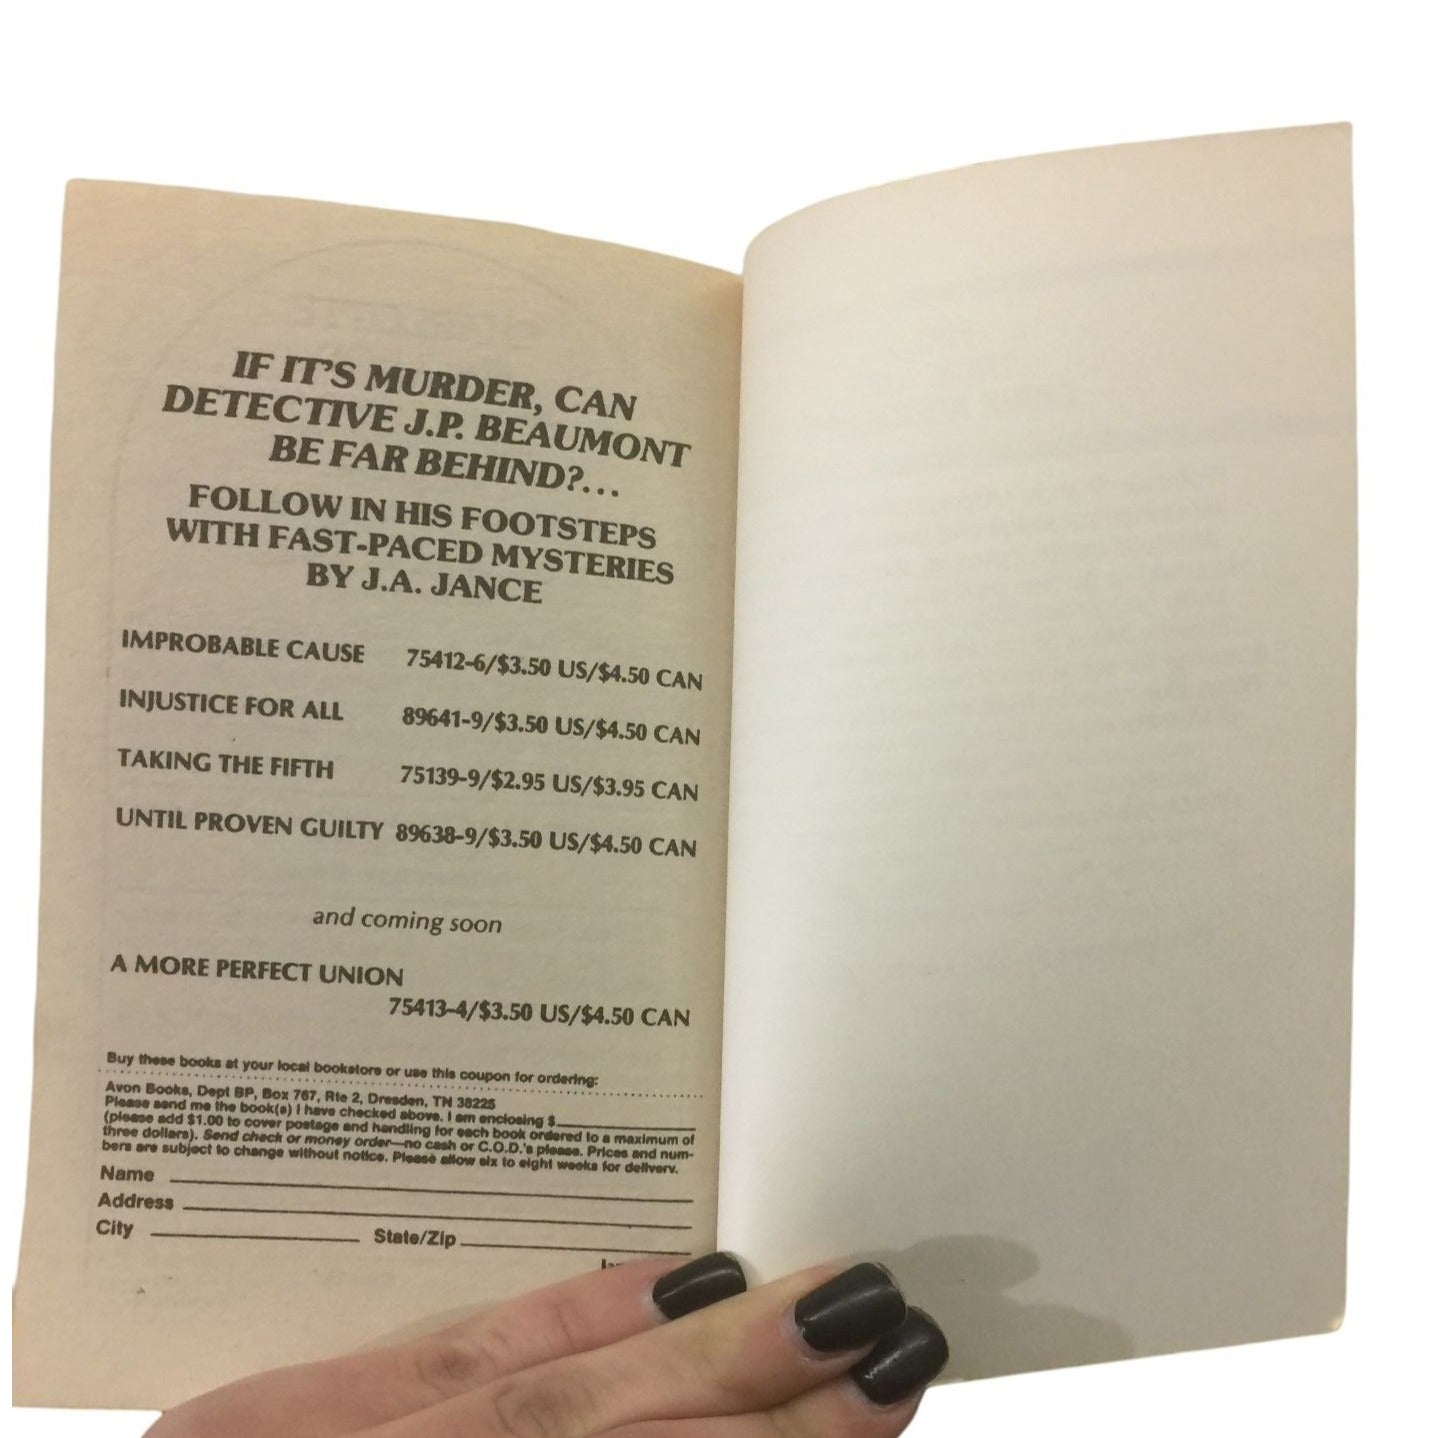 IF IT'S MURDER, CAN
DETECTIVE J.P. BEAUMONT
BE FAR BEHIND?...
FOLLOW IN HIS FOOTSTEPS
WITH FAST-PACED MYSTERIES
BY J.A. JANCE
IMPROBABLE CAUSE 75412-6/$3.50 US/$4.50 CAN
INJUSTICE FOR ALL 89641-9/$3.50 US/$4.50 CAN
TAKING THE FIFTH 75139-9/$2.95 US/$3.95 CAN
UNTIL PROVEN GUILTY 89638-9/$3.50 US/$4.50 CAN
and coming soon
A MORE PERFECT UNION
75413-4/$3.50 US/$4.50 CAN
Buy these books at your local bookstore or use this coupon for ordering:
Avon Books, Dept BP, Box 767, Rte 2, Dresden, TN 38225
Please send me the book(s) I have checked above. I am enclosing $
(please add $1.00 to cover postage and handling for each book ordered to a maximum of
three dollars). Send check or money order—no cash or C.O.D.'s please. Prices and num-
bers are subject to change without notice. Please allow six to eight weeks for delivery.
Name
Address
City State/Zip